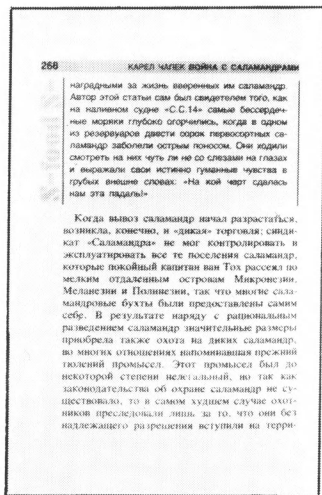 268 КАРЕЛ ЧАПЕК ВОЙНА С САЛАМАНДРАМИ
наградными за жизнь вверенных им саламандр.
Автор этой статьи сам был свидетелем того, как
на наливном судне «С.С.14» самые бессердеч-
ные моряки глубоко огорчились, когда в одном
из резервуаров двести сорок первосортных са-
ламандр заболели острым поносом. Они ходили
смотреть на них чуть ли не со слезами на глазах
и выражали свои истинно гуманные чувства в
грубых внешне словах: «На кой черт сдалась
нам эта падаль!»
Когда вывоз саламандр начал разрастаться,
возникла, конечно, и «дикая» торговля; синди-
кат «Саламандра» не мог контролировать и
эксплуатировать все те поселения саламандр,
которые покойный капитан ван Тох рассеял по
мелким отдаленным островам Микронезии,
Меланезии и Полинезии, так что многие сала-
мандровые бухты были предоставлены самим
себе. В результате наряду с рациональным
разведением саламандр значительные размеры
приобрела также охота на диких саламандр,
во многих отношениях напоминавшая прежний
тюлений промысел. Этот промысел был до
некоторой степени нелегальный, но так как
законодательства об охране саламандр не су-
ществовало, то в самом худшем случае охот-
ников преследовали лишь за то, что они без
надлежащего разрешения вступили на терри-